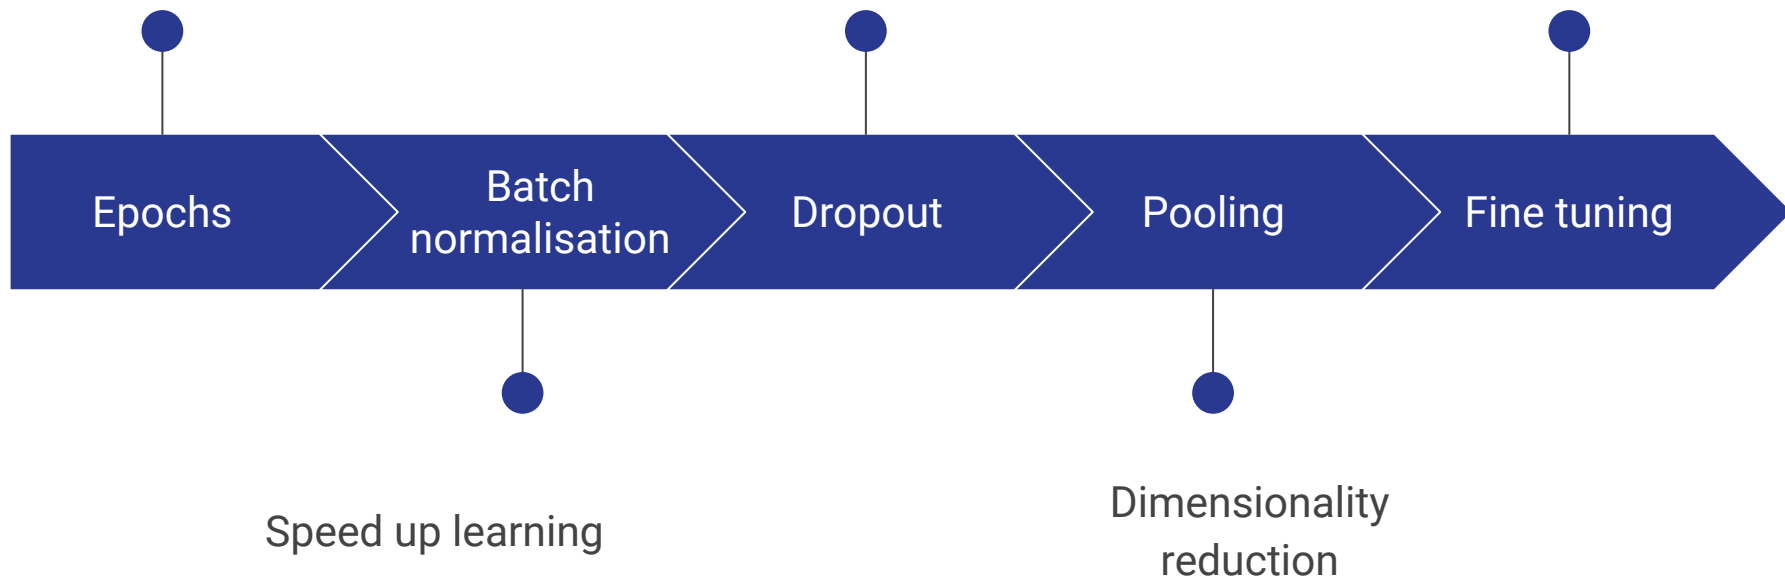 Epochs
Batch
normalisation
Dropout
Pooling
Fine tuning
Speed up learning
Dimensionality
reduction